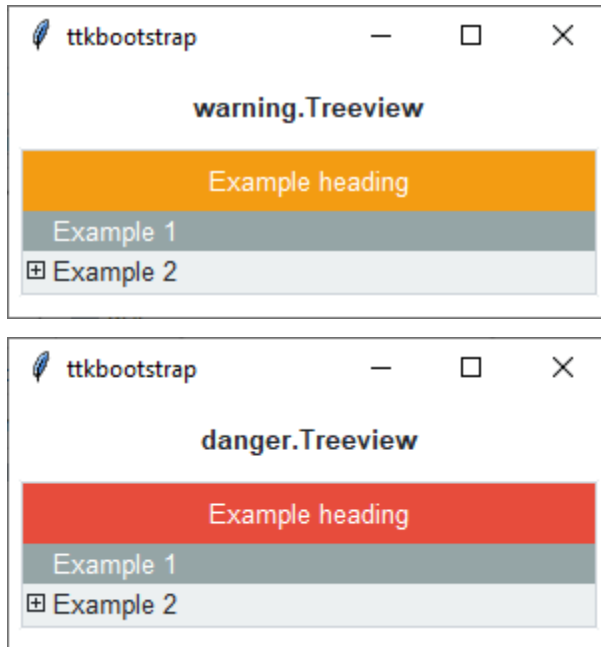 ttkbootstrap
warning.Treeview
Example heading
Example 1
Example 2
ttkbootstrap
danger.Treeview
Example heading
Example 1
Example 2